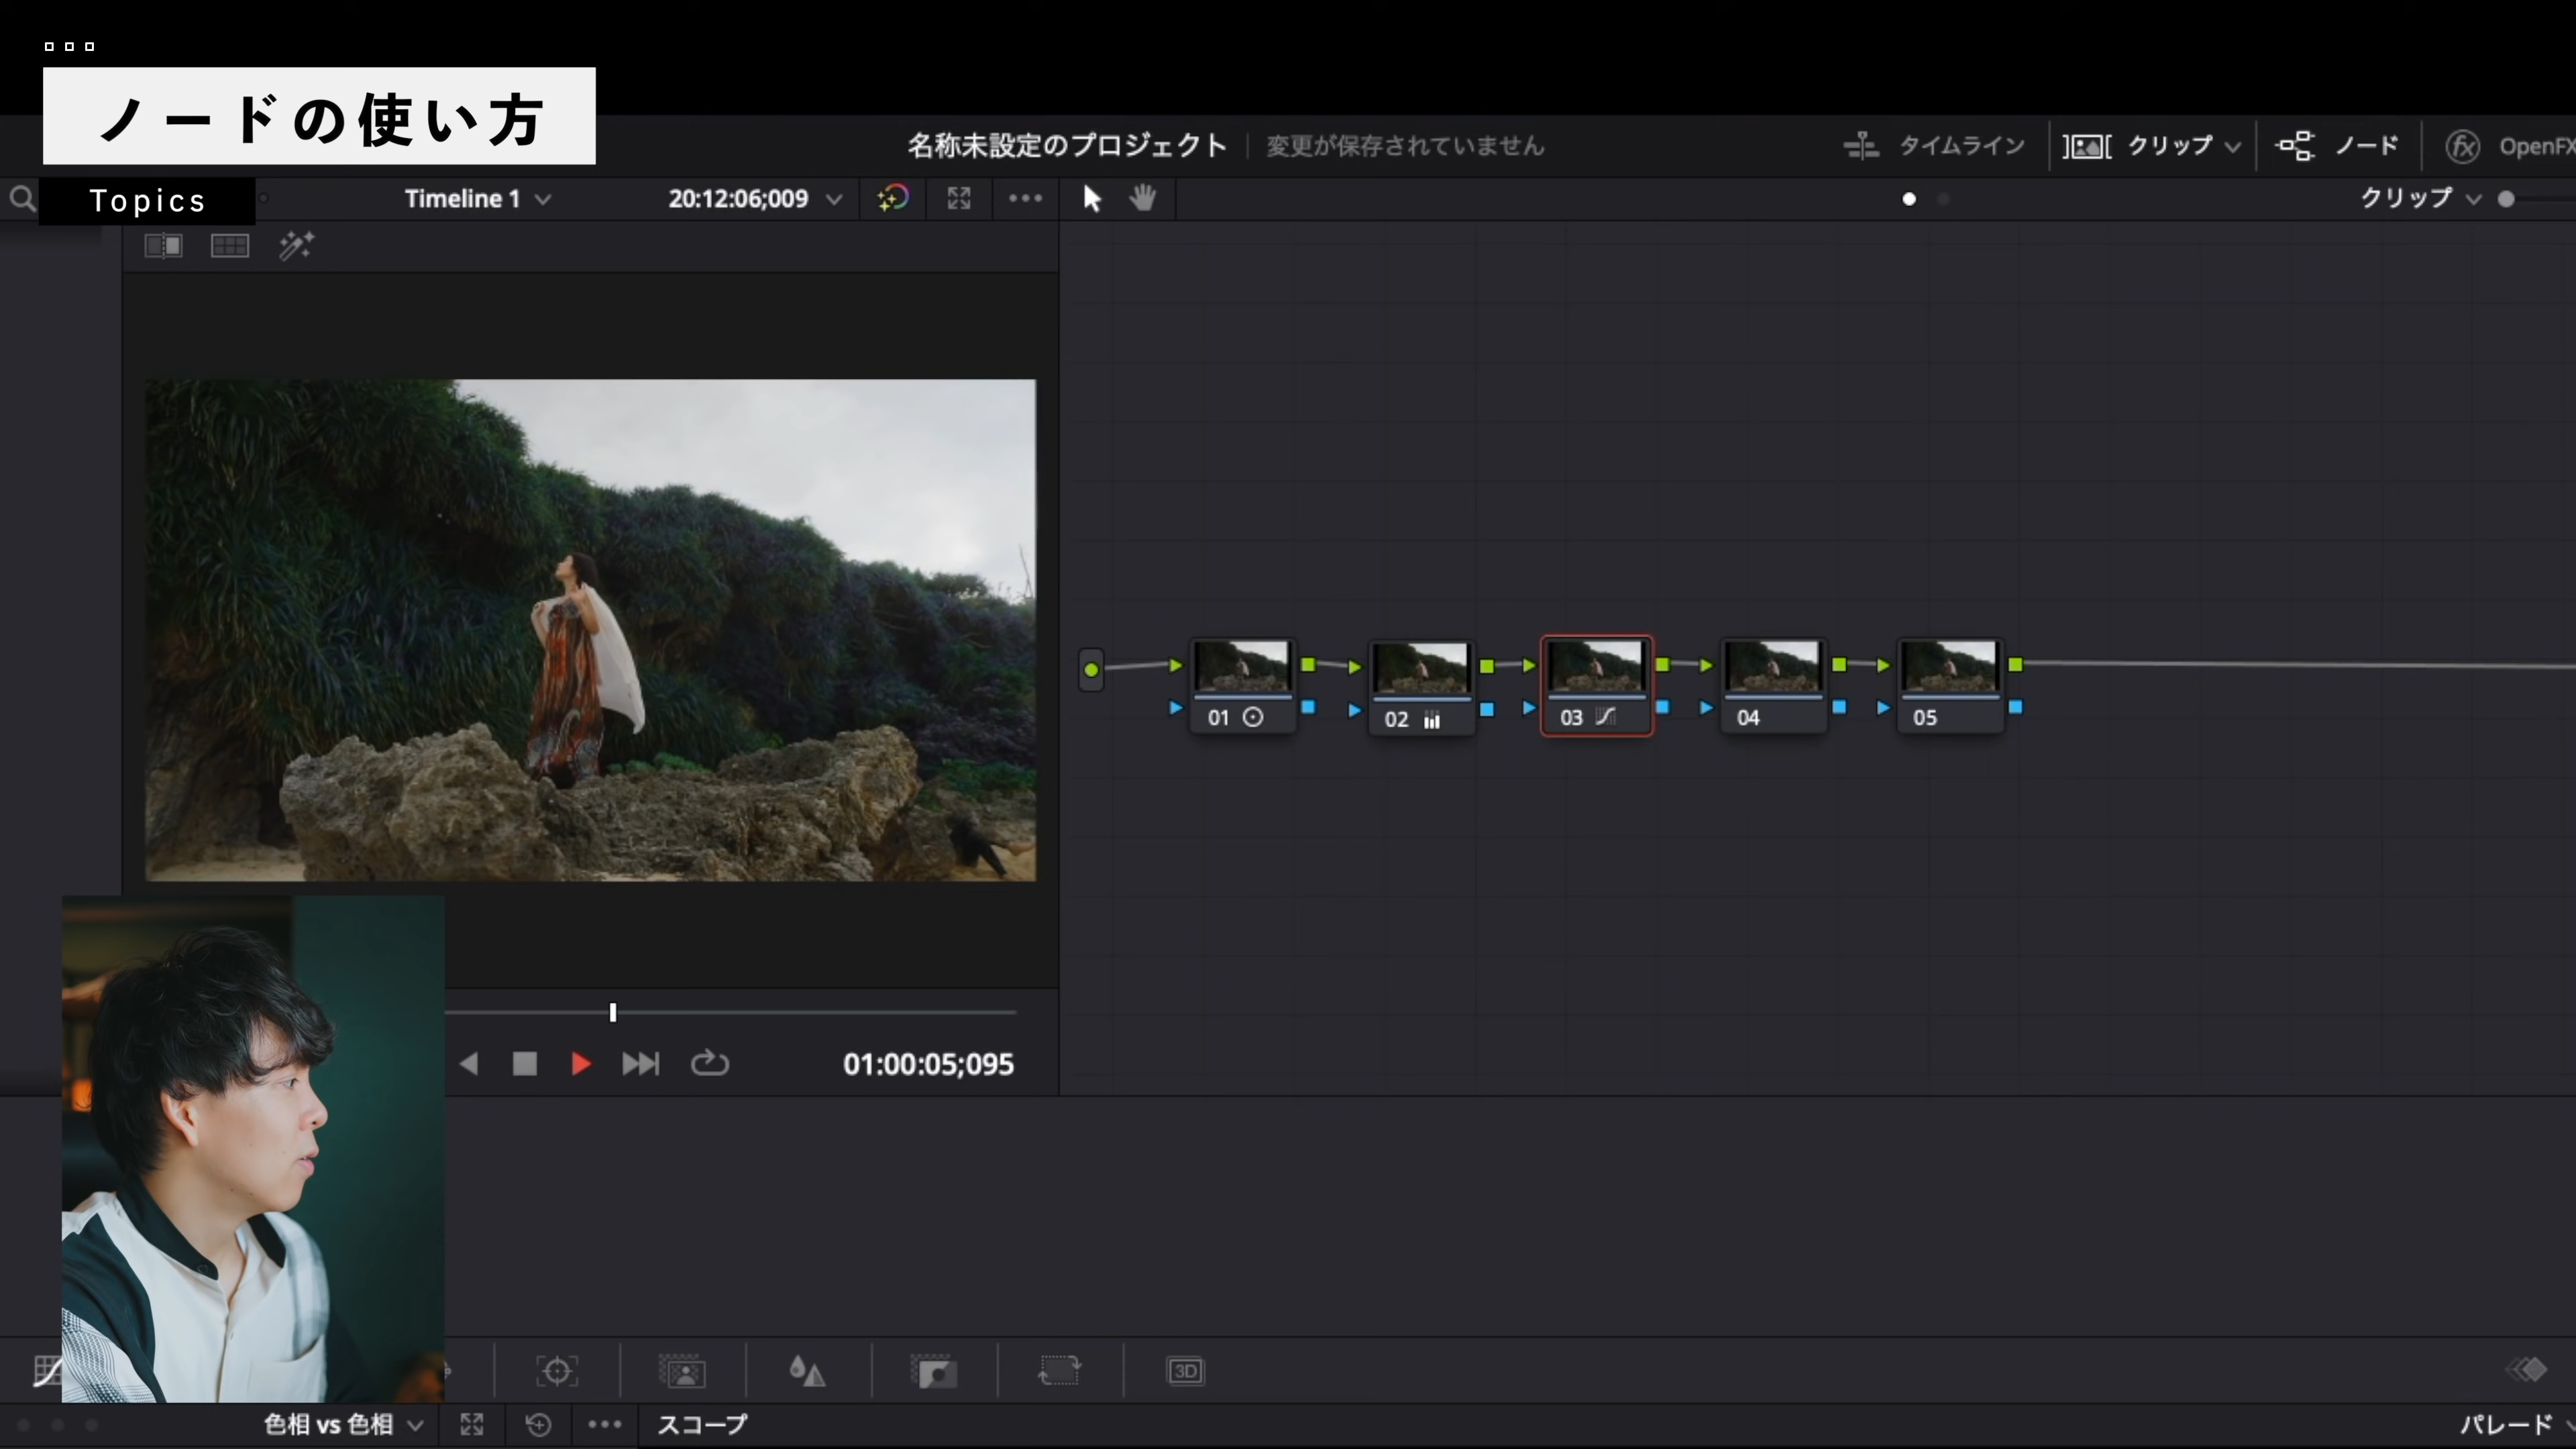 ノードの使い方
Topics
名称未設定のプロジェクト 変更が保存されていません
タイムライン クリップ ノード OpenFX
Timeline 1 20:12:06;009 クリップ
01 02 03 04 05
01:00:05;095
3D
色相 vs 色相 スコープ パレード